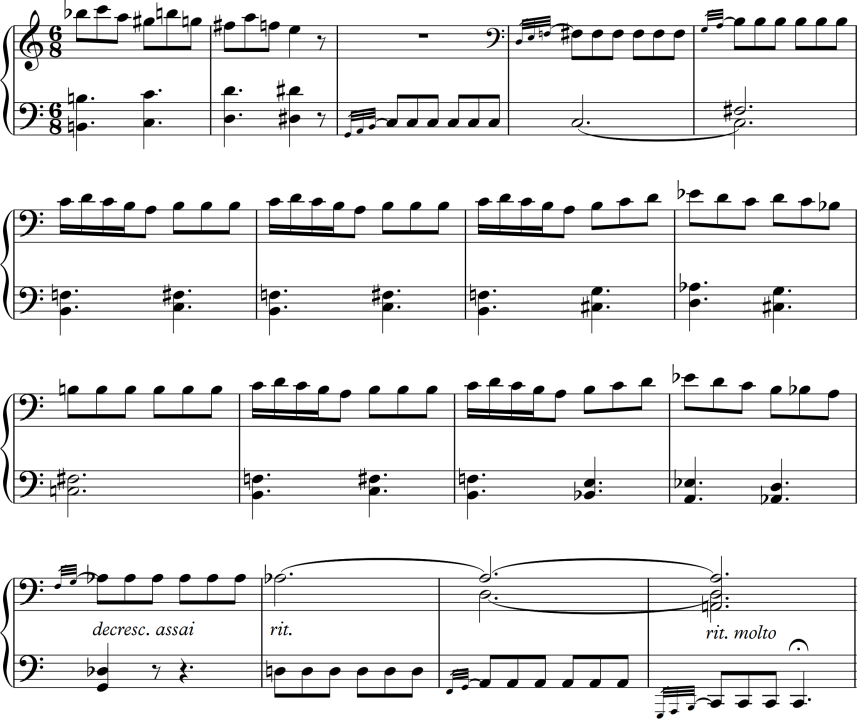 decresc. assai
rit.
rit. molto